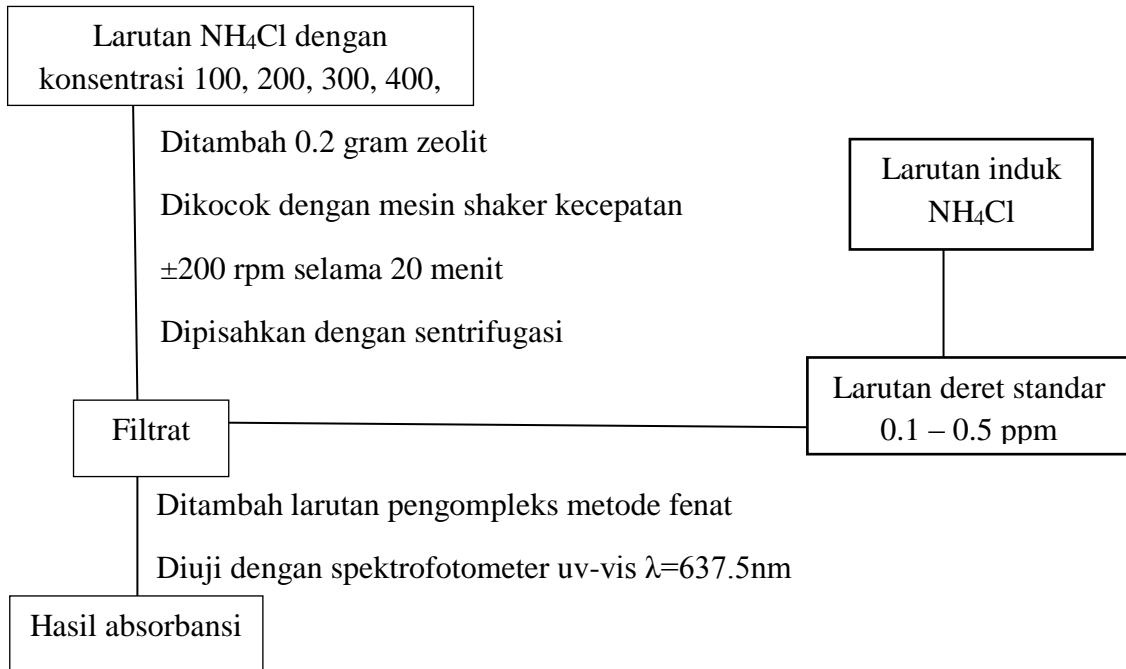 Larutan NH₄Cl dengan
konsentrasi 100, 200, 300, 400,
Ditambah 0.2 gram zeolit
Dikocok dengan mesin shaker kecepatan
±200 rpm selama 20 menit
Dipisahkan dengan sentrifugasi
Larutan induk
NH₄Cl
Larutan deret standar
0.1 – 0.5 ppm
Filtrat
Ditambah larutan pengompleks metode fenat
Diuji dengan spektrofotometer uv-vis λ=637.5nm
Hasil absorbansi